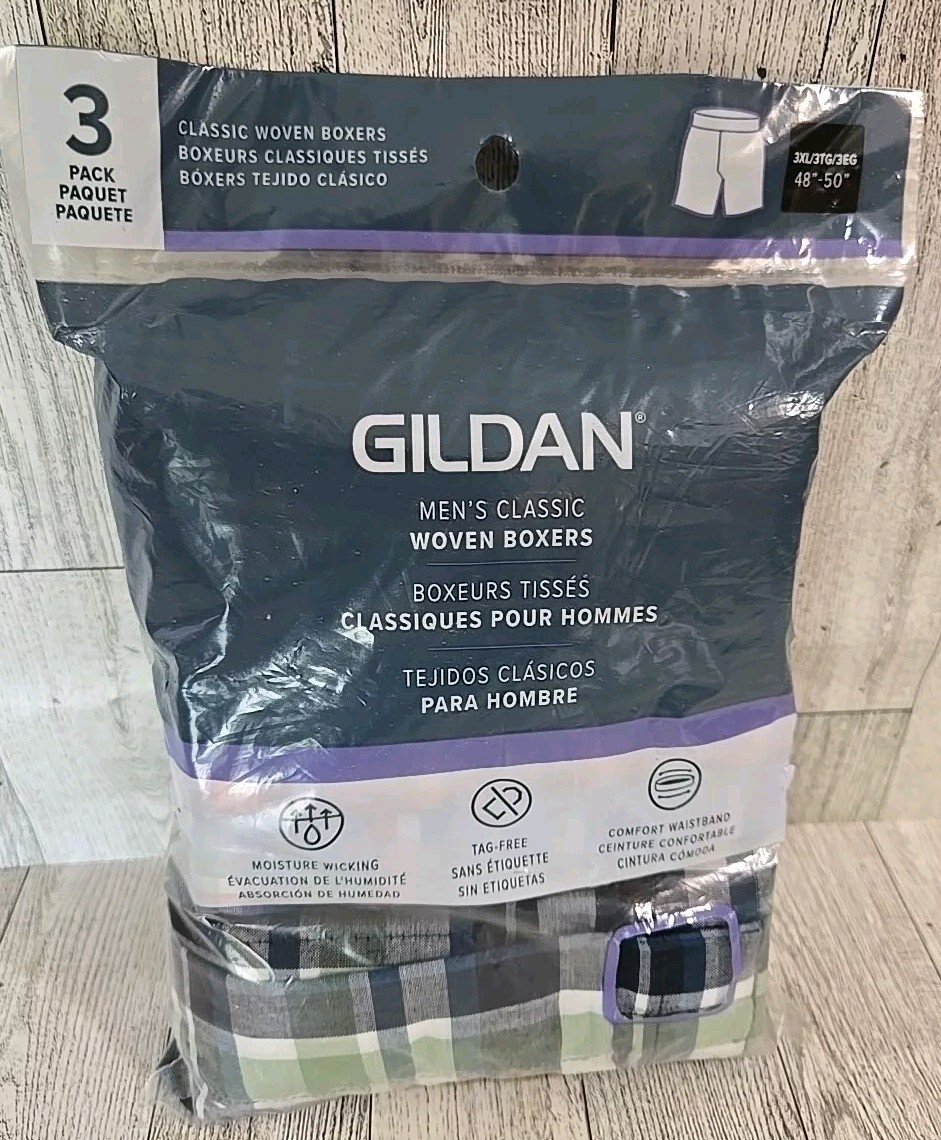 3
PACK
PAQUET
PAQUETE
CLASSIC WOVEN BOXERS
BOXEURS CLASSIQUES TISSÉS
BÓXERS TEJIDO CLÁSICO
3XL/3TG/3EG
48"-50"
GILDAN®
MEN'S CLASSIC
WOVEN BOXERS
BOXEURS TISSÉS
CLASSIQUES POUR HOMMES
TEJIDOS CLÁSICOS
PARA HOMBRE
MOISTURE WICKING
ÉVACUATION DE L'HUMIDITÉ
ABSORCIÓN DE HUMEDAD
TAG-FREE
SANS ÉTIQUETTE
SIN ETIQUETAS
COMFORT WAISTBAND
CEINTURE CONFORTABLE
CINTURA CÓMODA